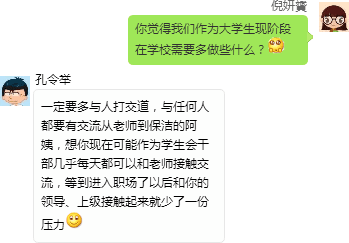 倪妍籫
你觉得我们作为大学生现阶段
在学校需要多做些什么？
孔令举
一定要多与人打交道，与任何人
都要有交流从老师到保洁的阿
姨，想你现在可能作为学生会干
部几乎每天都可以和老师接触交
流，等到进入职场了以后和你的
领导、上级接触起来就少了一份
压力